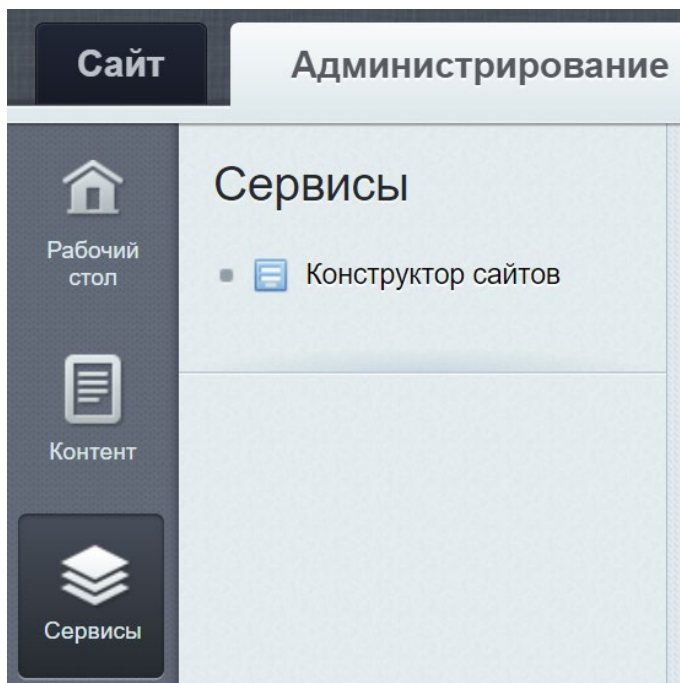 Сайт
Администрирование
Рабочий
стол
Контент
Сервисы
Сервисы
Конструктор сайтов